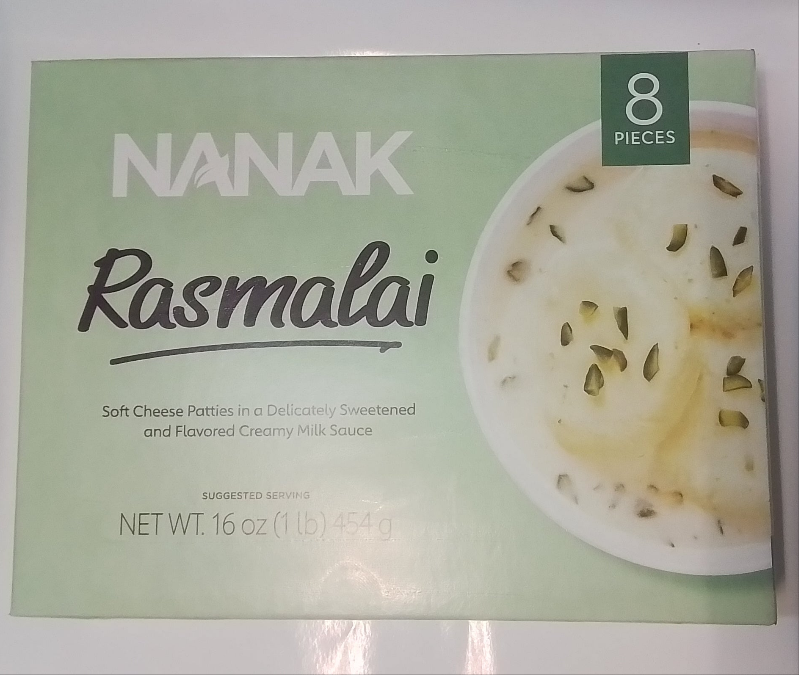 8
PIECES
NANAK
Rasmalai
Soft Cheese Patties in a Delicately Sweetened
and Flavored Creamy Milk Sauce
SUGGESTED SERVING
NET WT. 16 oz (1 lb) 454 g